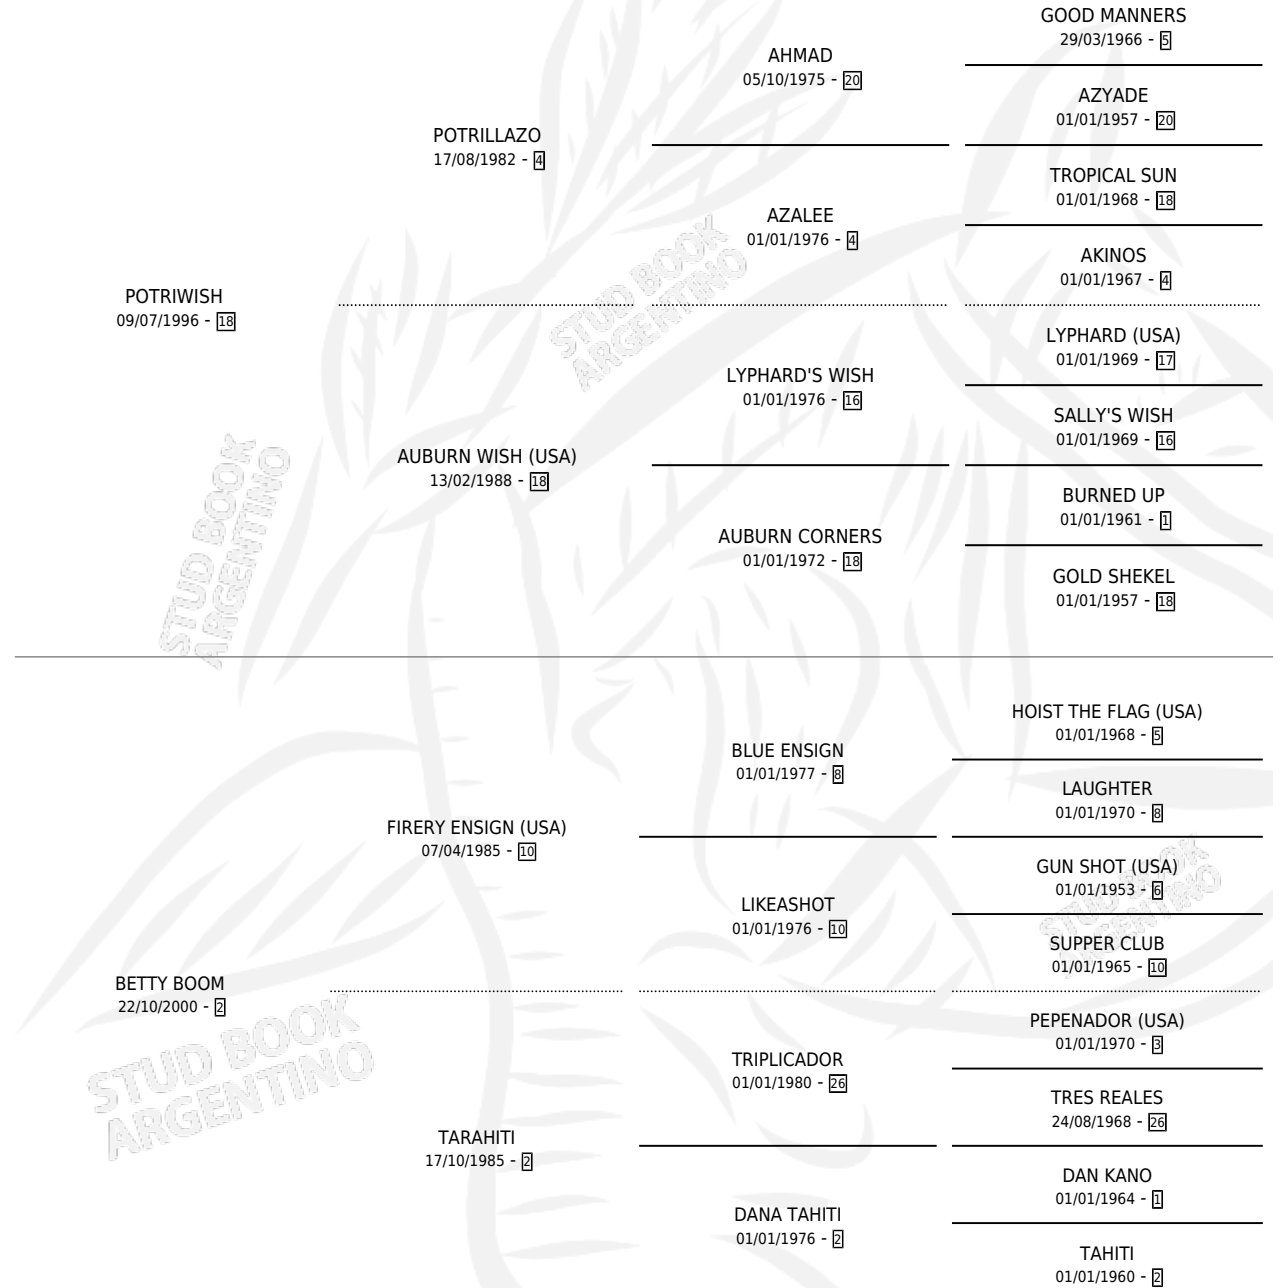 GOOD MANNERS
29/03/1966 - 5
AHMAD
05/10/1975 - 20
AZYADE
01/01/1957 - 20
POTRILLAZO
17/08/1982 - 4
TROPICAL SUN
01/01/1968 - 18
AZALEE
01/01/1976 - 4
AKINOS
01/01/1967 - 4
POTRIWISH
09/07/1996 - 18
LYPHARD (USA)
01/01/1969 - 17
LYPHARD'S WISH
01/01/1976 - 16
SALLY'S WISH
01/01/1969 - 16
AUBURN WISH (USA)
13/02/1988 - 18
BURNED UP
01/01/1961 - 1
AUBURN CORNERS
01/01/1972 - 18
GOLD SHEKEL
01/01/1957 - 18
STUD BOOK
ARGENTINO
STUD BOOK
ARGENTINO
HOIST THE FLAG (USA)
01/01/1968 - 5
BLUE ENSIGN
01/01/1977 - 8
LAUGHTER
01/01/1970 - 8
FIRERY ENSIGN (USA)
07/04/1985 - 10
GUN SHOT (USA)
01/01/1953 - 6
LIKEASHOT
01/01/1976 - 10
SUPPER CLUB
01/01/1965 - 10
BETTY BOOM
22/10/2000 - 2
PEPENADOR (USA)
01/01/1970 - 3
TRIPLICADOR
01/01/1980 - 26
TRES REALES
24/08/1968 - 26
TARAHITI
17/10/1985 - 2
DAN KANO
01/01/1964 - 1
DANA TAHITI
01/01/1976 - 2
TAHITI
01/01/1960 - 2
STUD BOOK
ARGENTINO
STUD BOOK
ARGENTINO